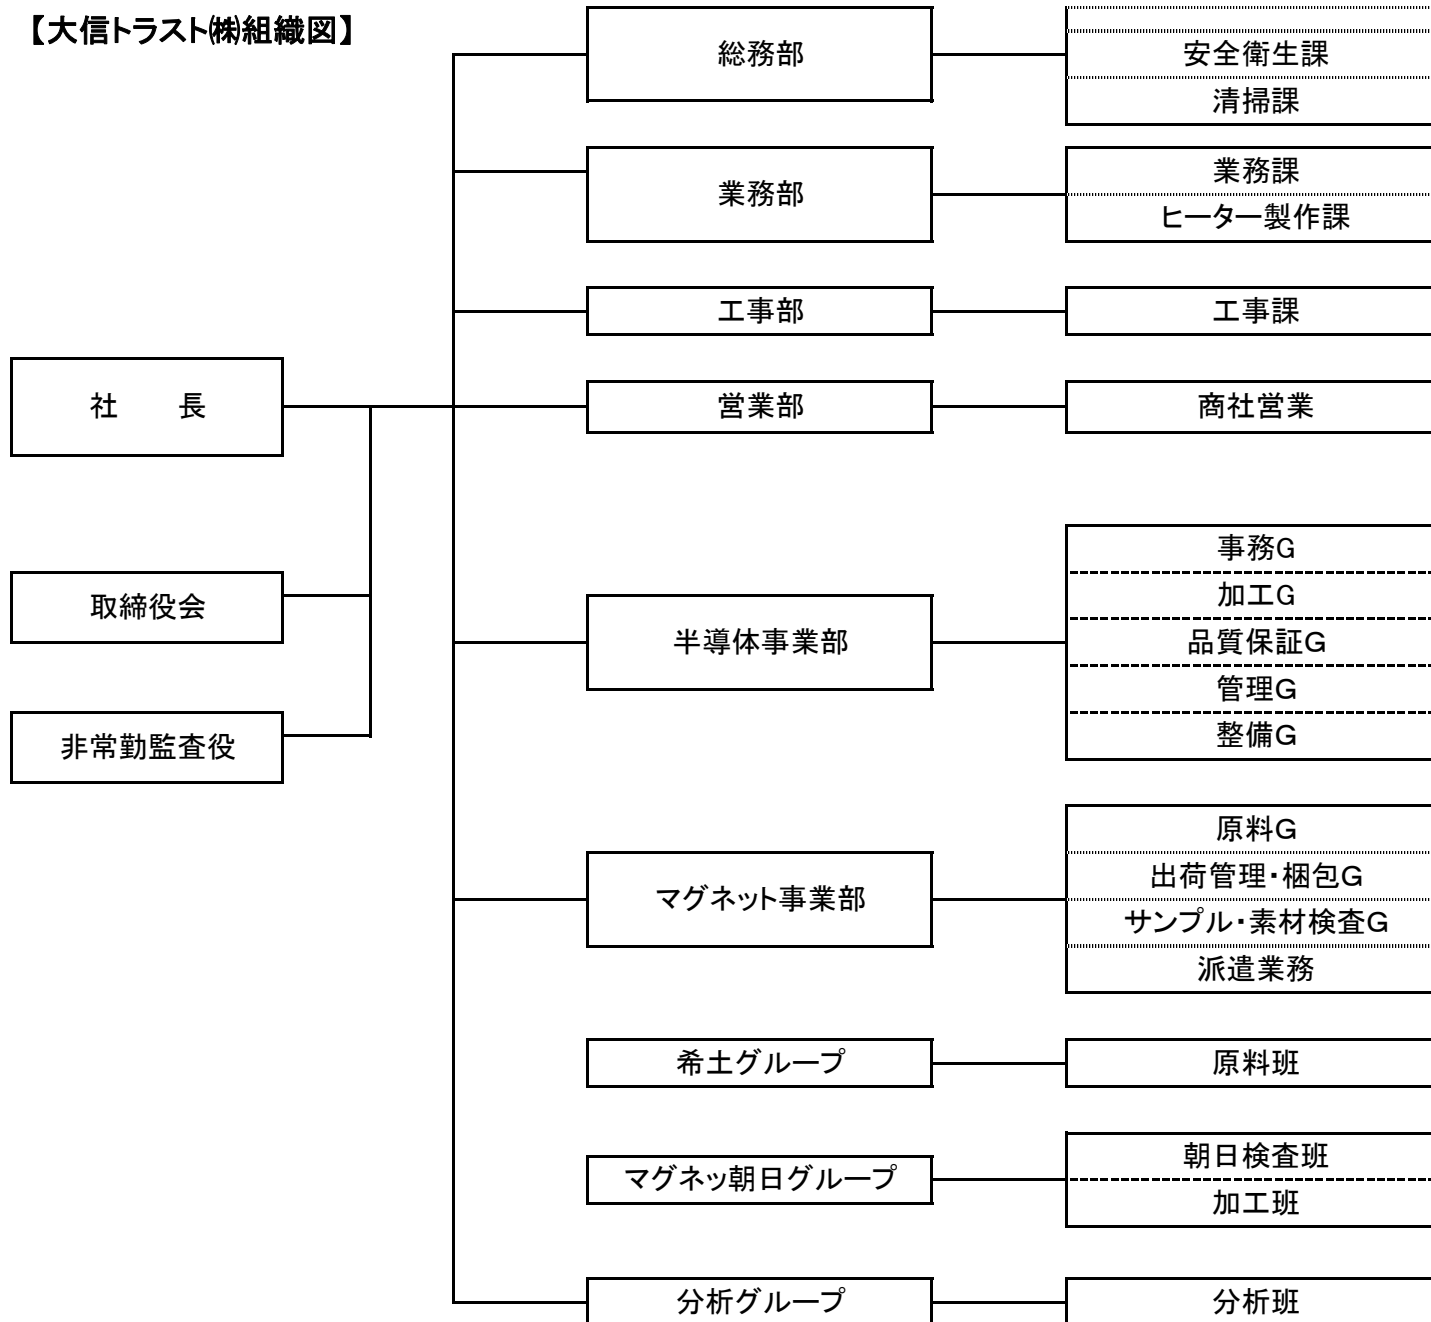 【大信トラスト㈱組織図】
総務部
安全衛生課
清掃課
業務部
業務課
ヒーター製作課
工事部
工事課
社　　長
営業部
商社営業
取締役会
非常勤監査役
半導体事業部
事務G
加工G
品質保証G
管理G
整備G
マグネット事業部
原料G
出荷管理・梱包G
サンプル・素材検査G
派遣業務
希土グループ
原料班
マグネッ朝日グループ
朝日検査班
加工班
分析グループ
分析班